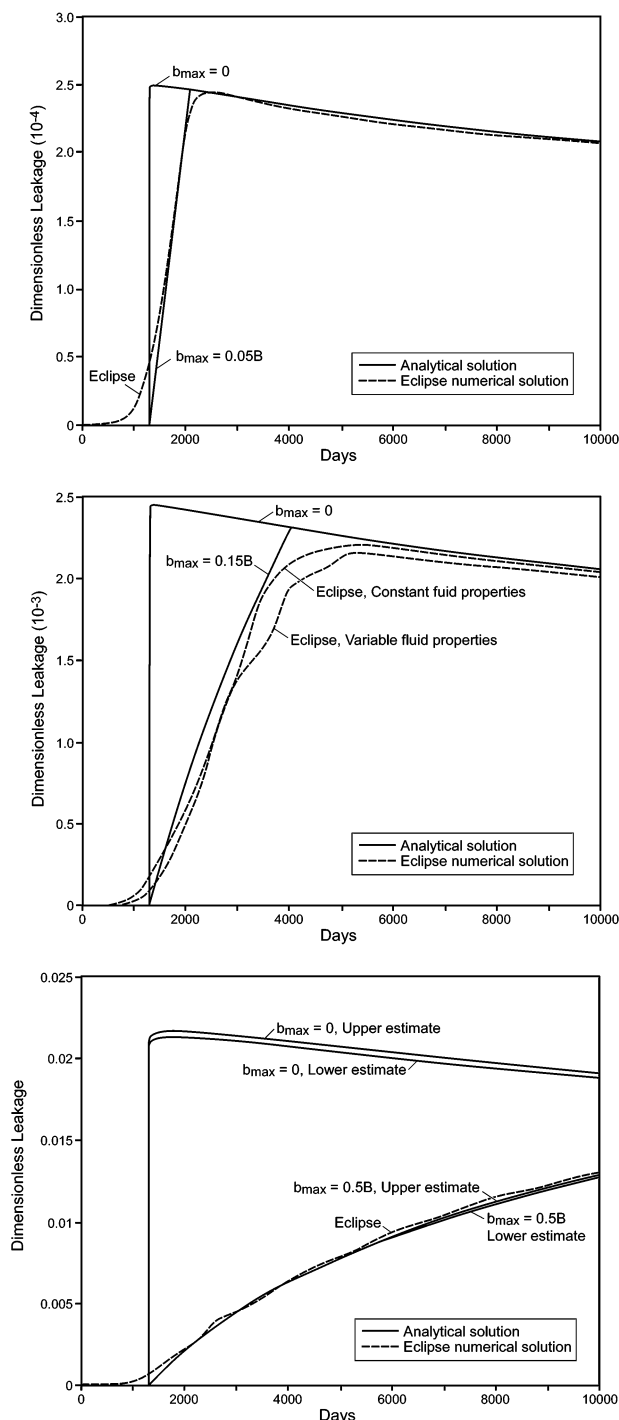 3.0
bmax = 0
2.5
2.0
1.5
1.0
0.5
0
Dimensionless Leakage (10-4)
bmax = 0.05B
Eclipse
Analytical solution
Eclipse numerical solution
0 2000 4000 6000 8000 10000
Days
2.5
bmax = 0
bmax = 0.15B
2.0
Eclipse, Constant fuid properties
Eclipse, Variable fluid properties
1.5
1.0
0.5
0
Dimensionless Leakage (10-3)
Analytical solution
Eclipse numerical solution
0 2000 4000 6000 8000 10000
Days
0.025
bmax = 0, Upper estimate
0.020
bmax = 0, Lower estimate
0.015
bmax = 0.5B, Upper estimate
Eclipse
bmax = 0.5B
Lower estimate
0.010
0.005
0
Dimensionless Leakage
Analytical solution
Eclipse numerical solution
0 2000 4000 6000 8000 10000
Days